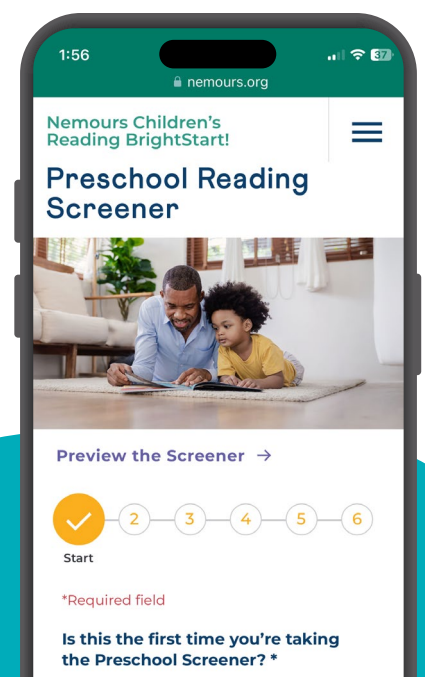 1:56
37
nemours.org
Nemours Children's
Reading BrightStart!
Preschool Reading
Screener
Preview the Screener →
2 3 4 5 6
Start
*Required field
Is this the first time you're taking
the Preschool Screener? *